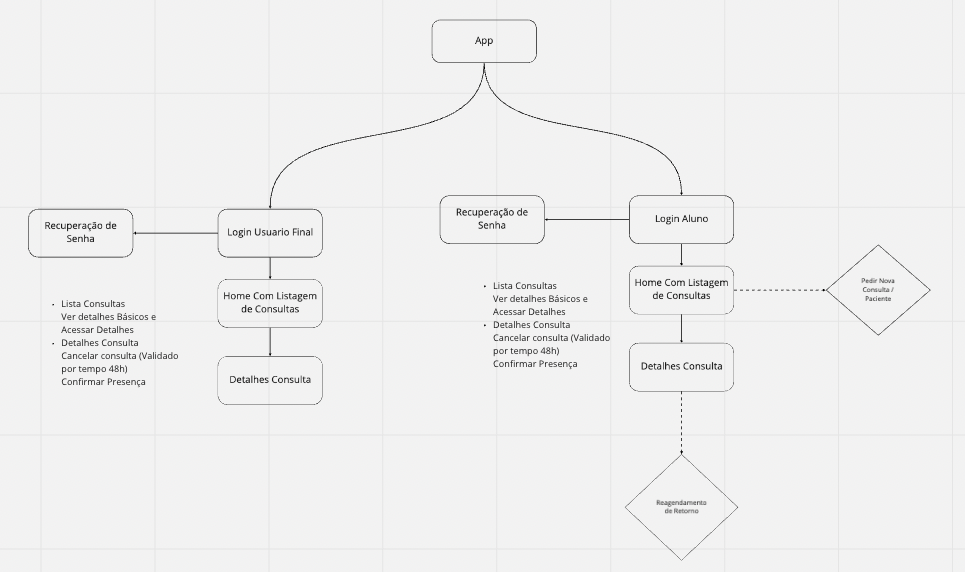 App
Recuperação de
Senha
Login Usuario Final
Home Com Listagem
de Consultas
Detalhes Consulta
• Lista Consultas
Ver detalhes Básicos e
Acessar Detalhes
• Detalhes Consulta
Cancelar consulta (Validado
por tempo 48h)
Confirmar Presença
Recuperação de
Senha
Login Aluno
Home Com Listagem
de Consultas
Pedir Nova
Consulta /
Paciente
• Lista Consultas
Ver detalhes Básicos e
Acessar Detalhes
• Detalhes Consulta
Cancelar consulta (Validado
por tempo 48h)
Confirmar Presença
Detalhes Consulta
Reagendamento
de Retorno